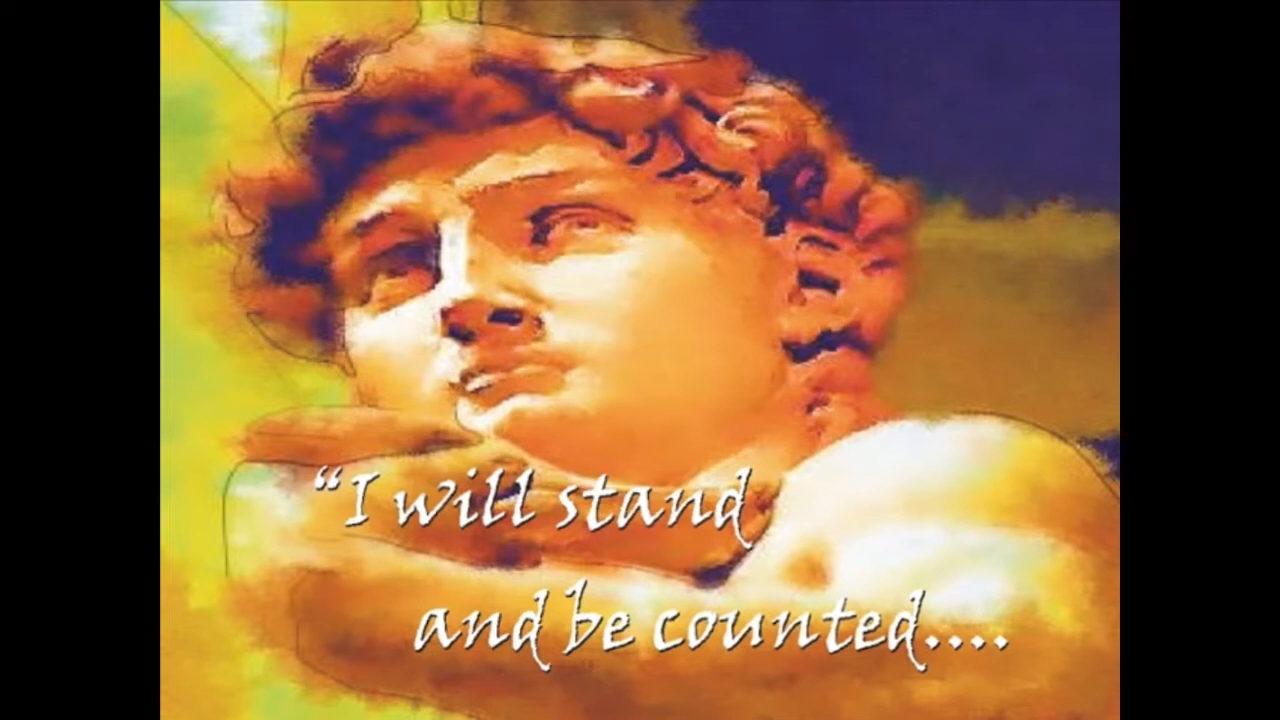 “I will stand
and be counted....